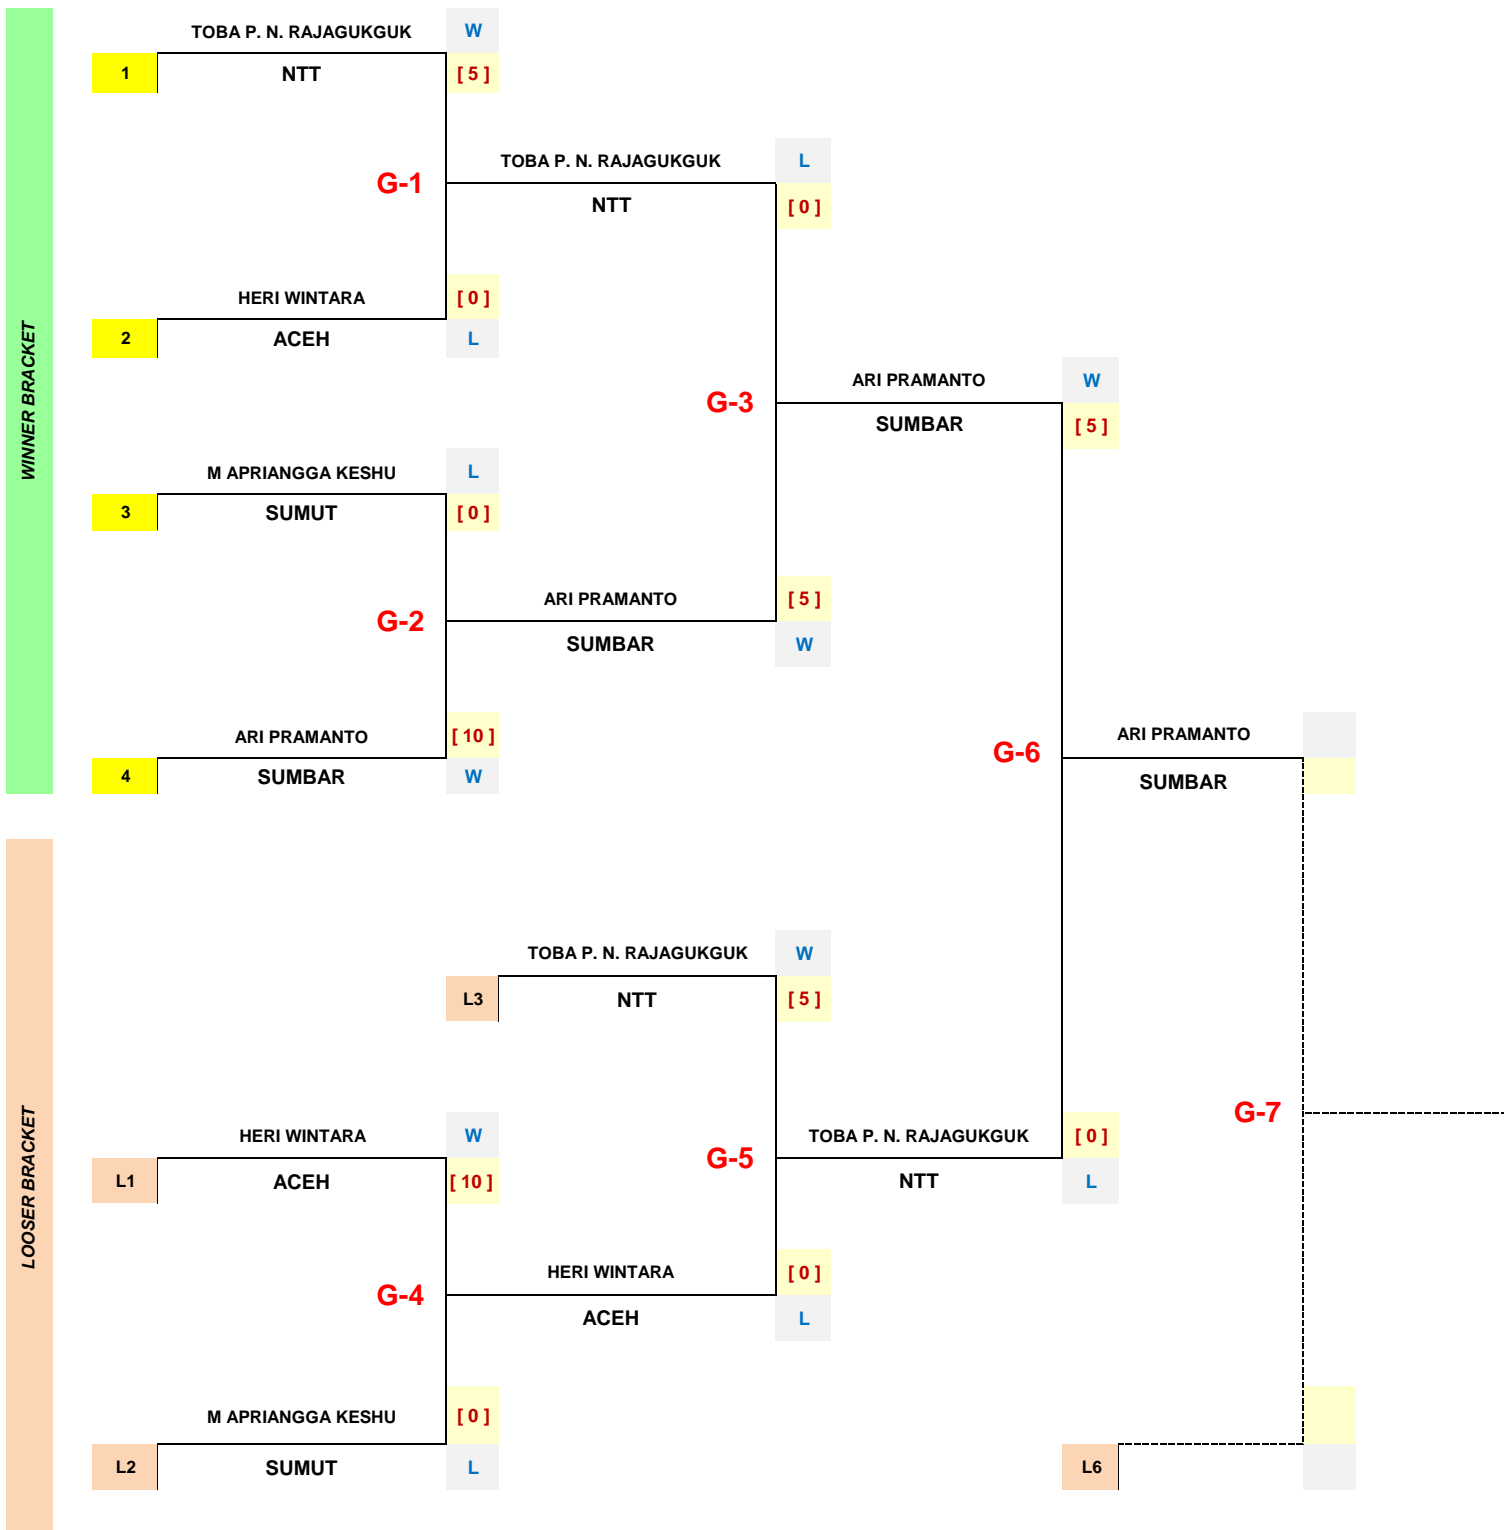 WINNER BRACKET
TOBA P. N. RAJAGUKGUK W
1 NTT [ 5 ]
TOBA P. N. RAJAGUKGUK L
G-1
NTT [ 0 ]
HERI WINTARA [ 0 ]
2 ACEH L
ARI PRAMANTO W
G-3
SUMBAR [ 5 ]
M APRIANGGA KESHU L
3 SUMUT [ 0 ]
ARI PRAMANTO [ 5 ]
G-2
SUMBAR W
ARI PRAMANTO [ 10 ]
ARI PRAMANTO
G-6
4 SUMBAR W
SUMBAR
LOOSER BRACKET
TOBA P. N. RAJAGUKGUK W
L3 NTT [ 5 ]
G-7
HERI WINTARA W
TOBA P. N. RAJAGUKGUK [ 0 ]
G-5
L1 ACEH [ 10 ]
NTT L
HERI WINTARA [ 0 ]
G-4
ACEH L
M APRIANGGA KESHU [ 0 ]
L2 SUMUT L
L6